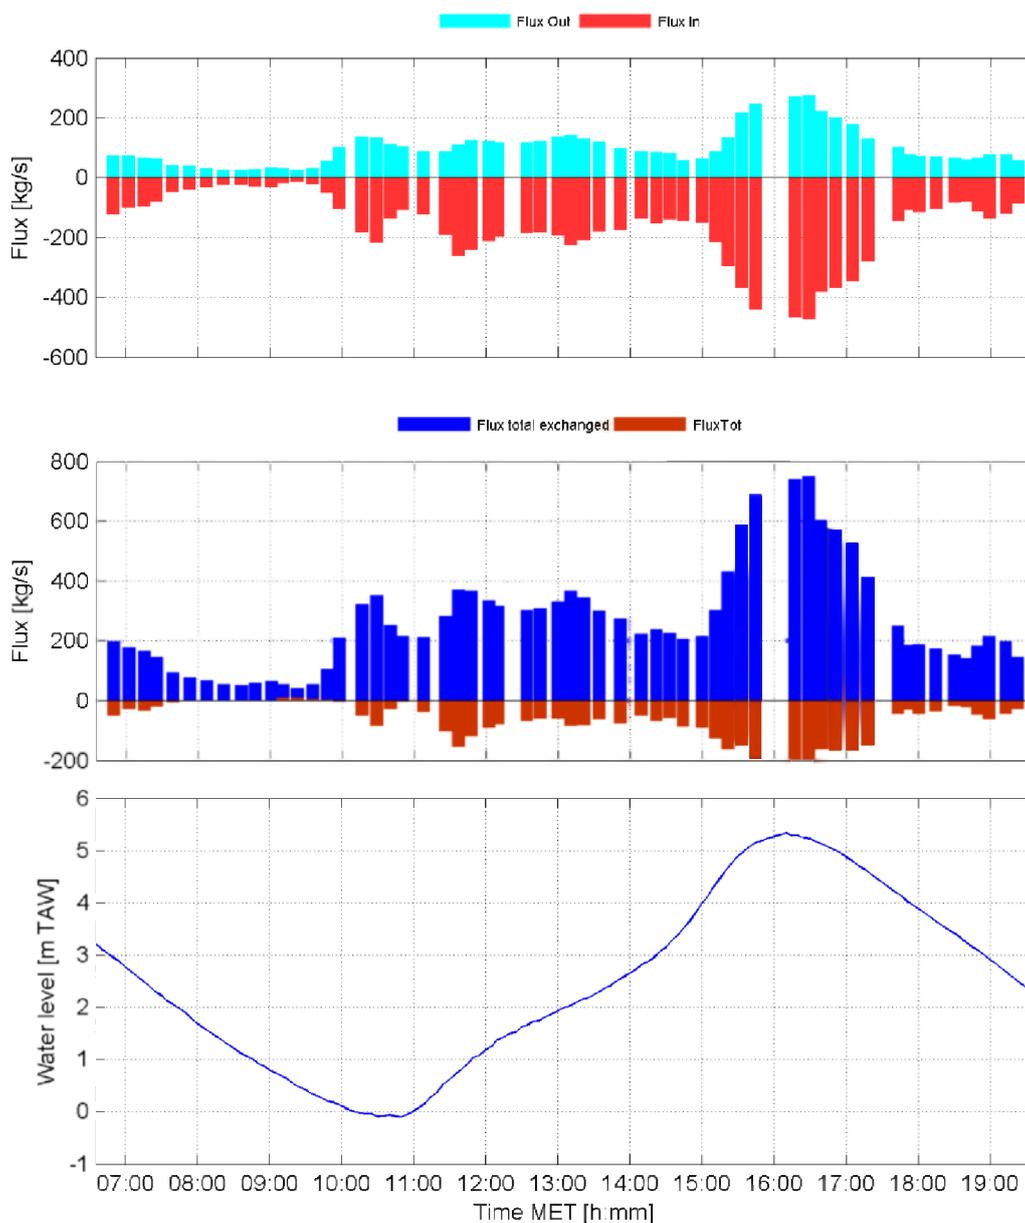 Flux Out Flux In
400
200
0
-200
-400
-600
Flux [kg/s]
Flux total exchanged FluxTot
800
600
400
200
0
-200
Flux [kg/s]
6
5
4
3
2
1
0
-1
Water level [m TAW]
07:00 08:00 09:00 10:00 11:00 12:00 13:00 14:00 15:00 16:00 17:00 18:00 19:00
Time MET [h:mm]